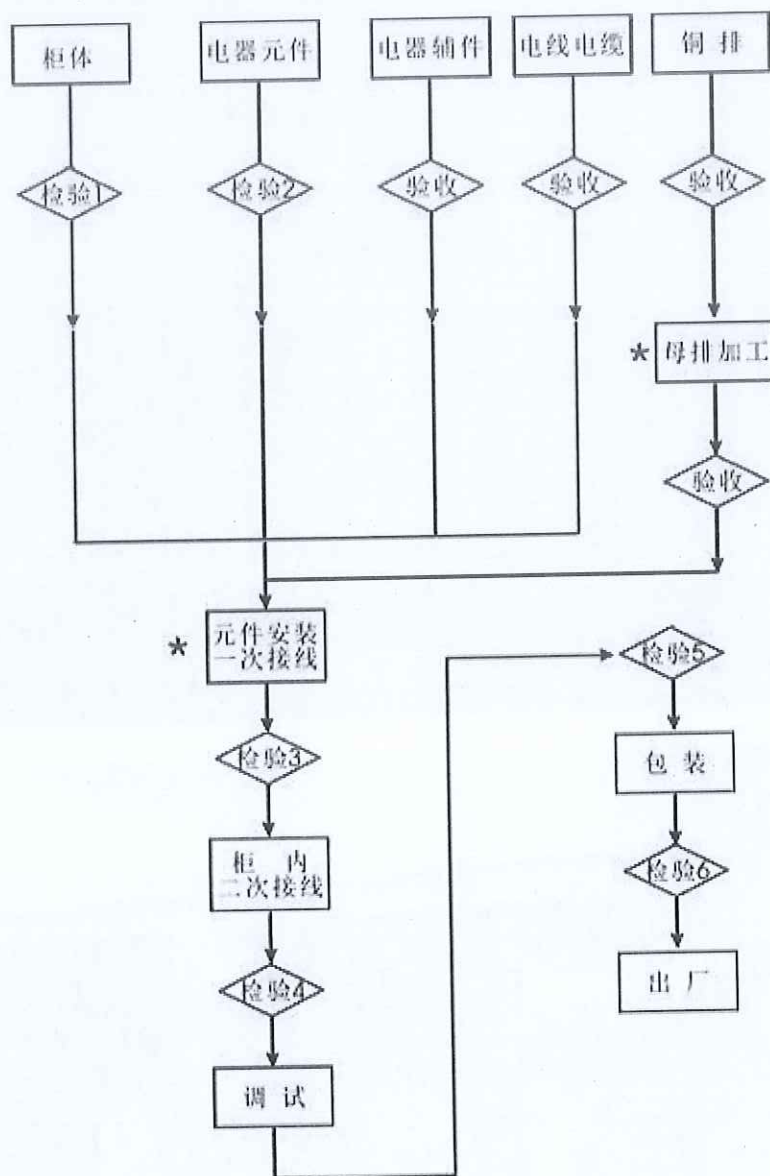 柜体
电器元件
电器辅件
电线电缆
铜排
检验1
检验2
验收
验收
验收
* 母排加工
验收
* 元件安装
一次接线
检验3
柜内
二次接线
检验4
调试
检验5
包装
检验6
出厂